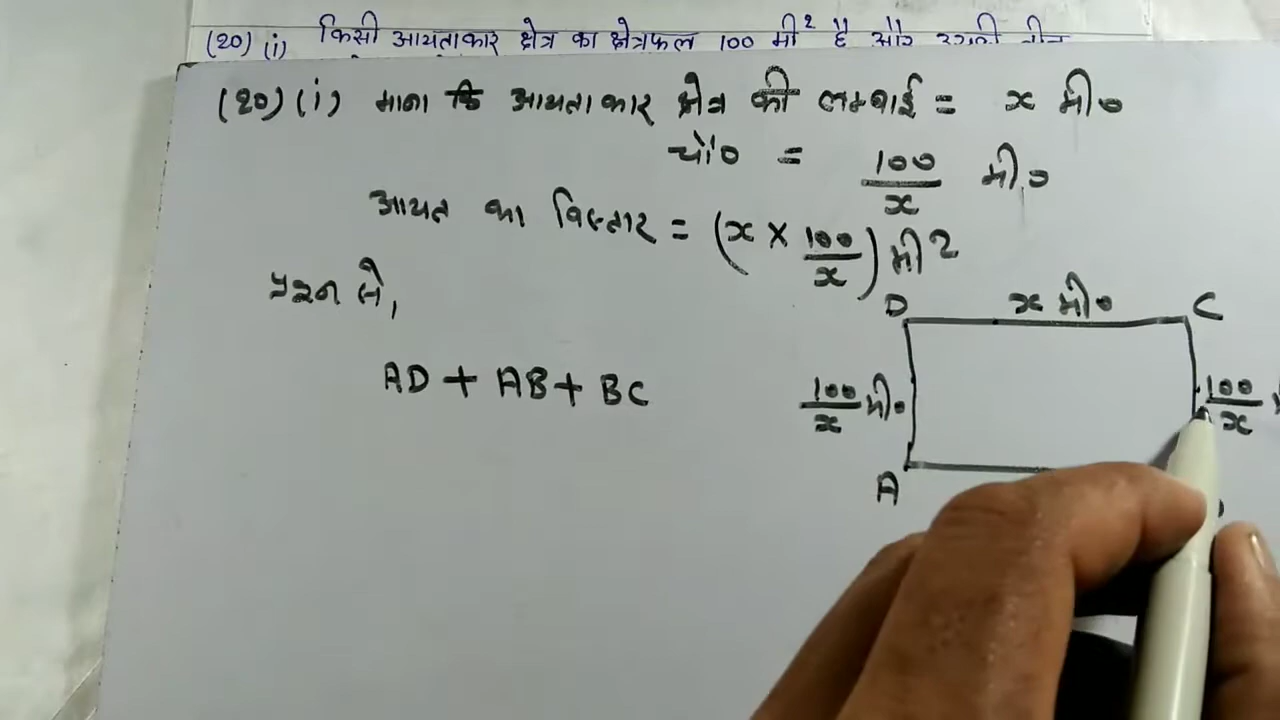 (20) (i) किसी आयताकार क्षेत्र का क्षेत्रफल 100 मी² है और
(20) (i) माना कि आयताकार क्षेत्र की लम्बाई = x मी०
चौ० = 100/x मी०
आयत का विस्तार = (x × 100/x) मी²
प्रश्न से,
D x मी० C
AD + AB + BC
100/x मी०
100/x
A